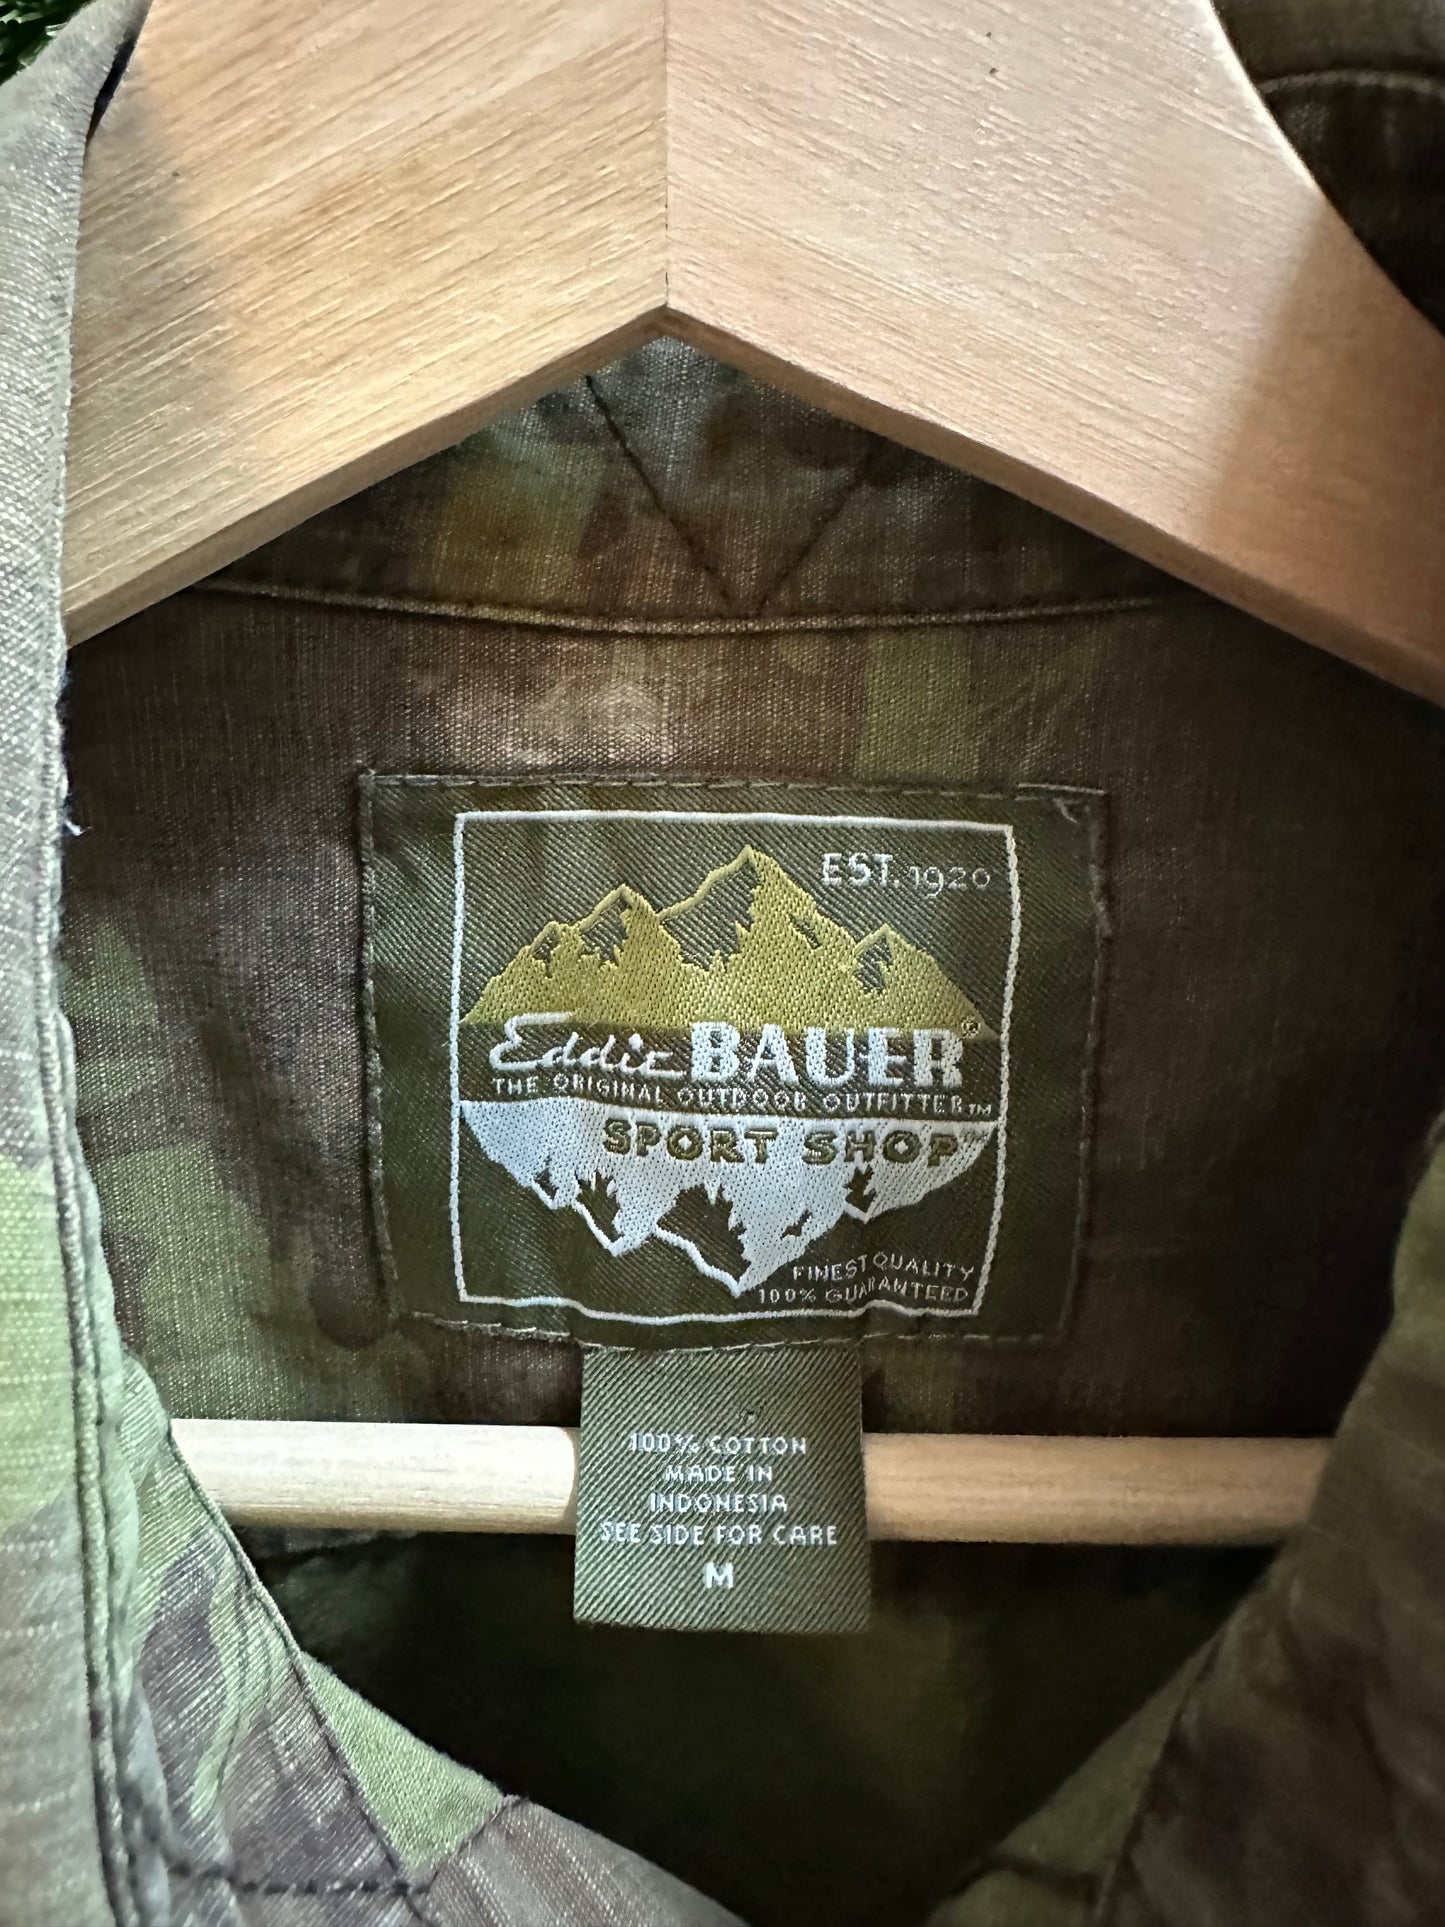 EST. 1920
Eddie BAUER®
THE ORIGINAL OUTDOOR OUTFITTER™
SPORT SHOP™
FINEST QUALITY
100% GUARANTEED
100% COTTON
MADE IN
INDONESIA
SEE SIDE FOR CARE
M